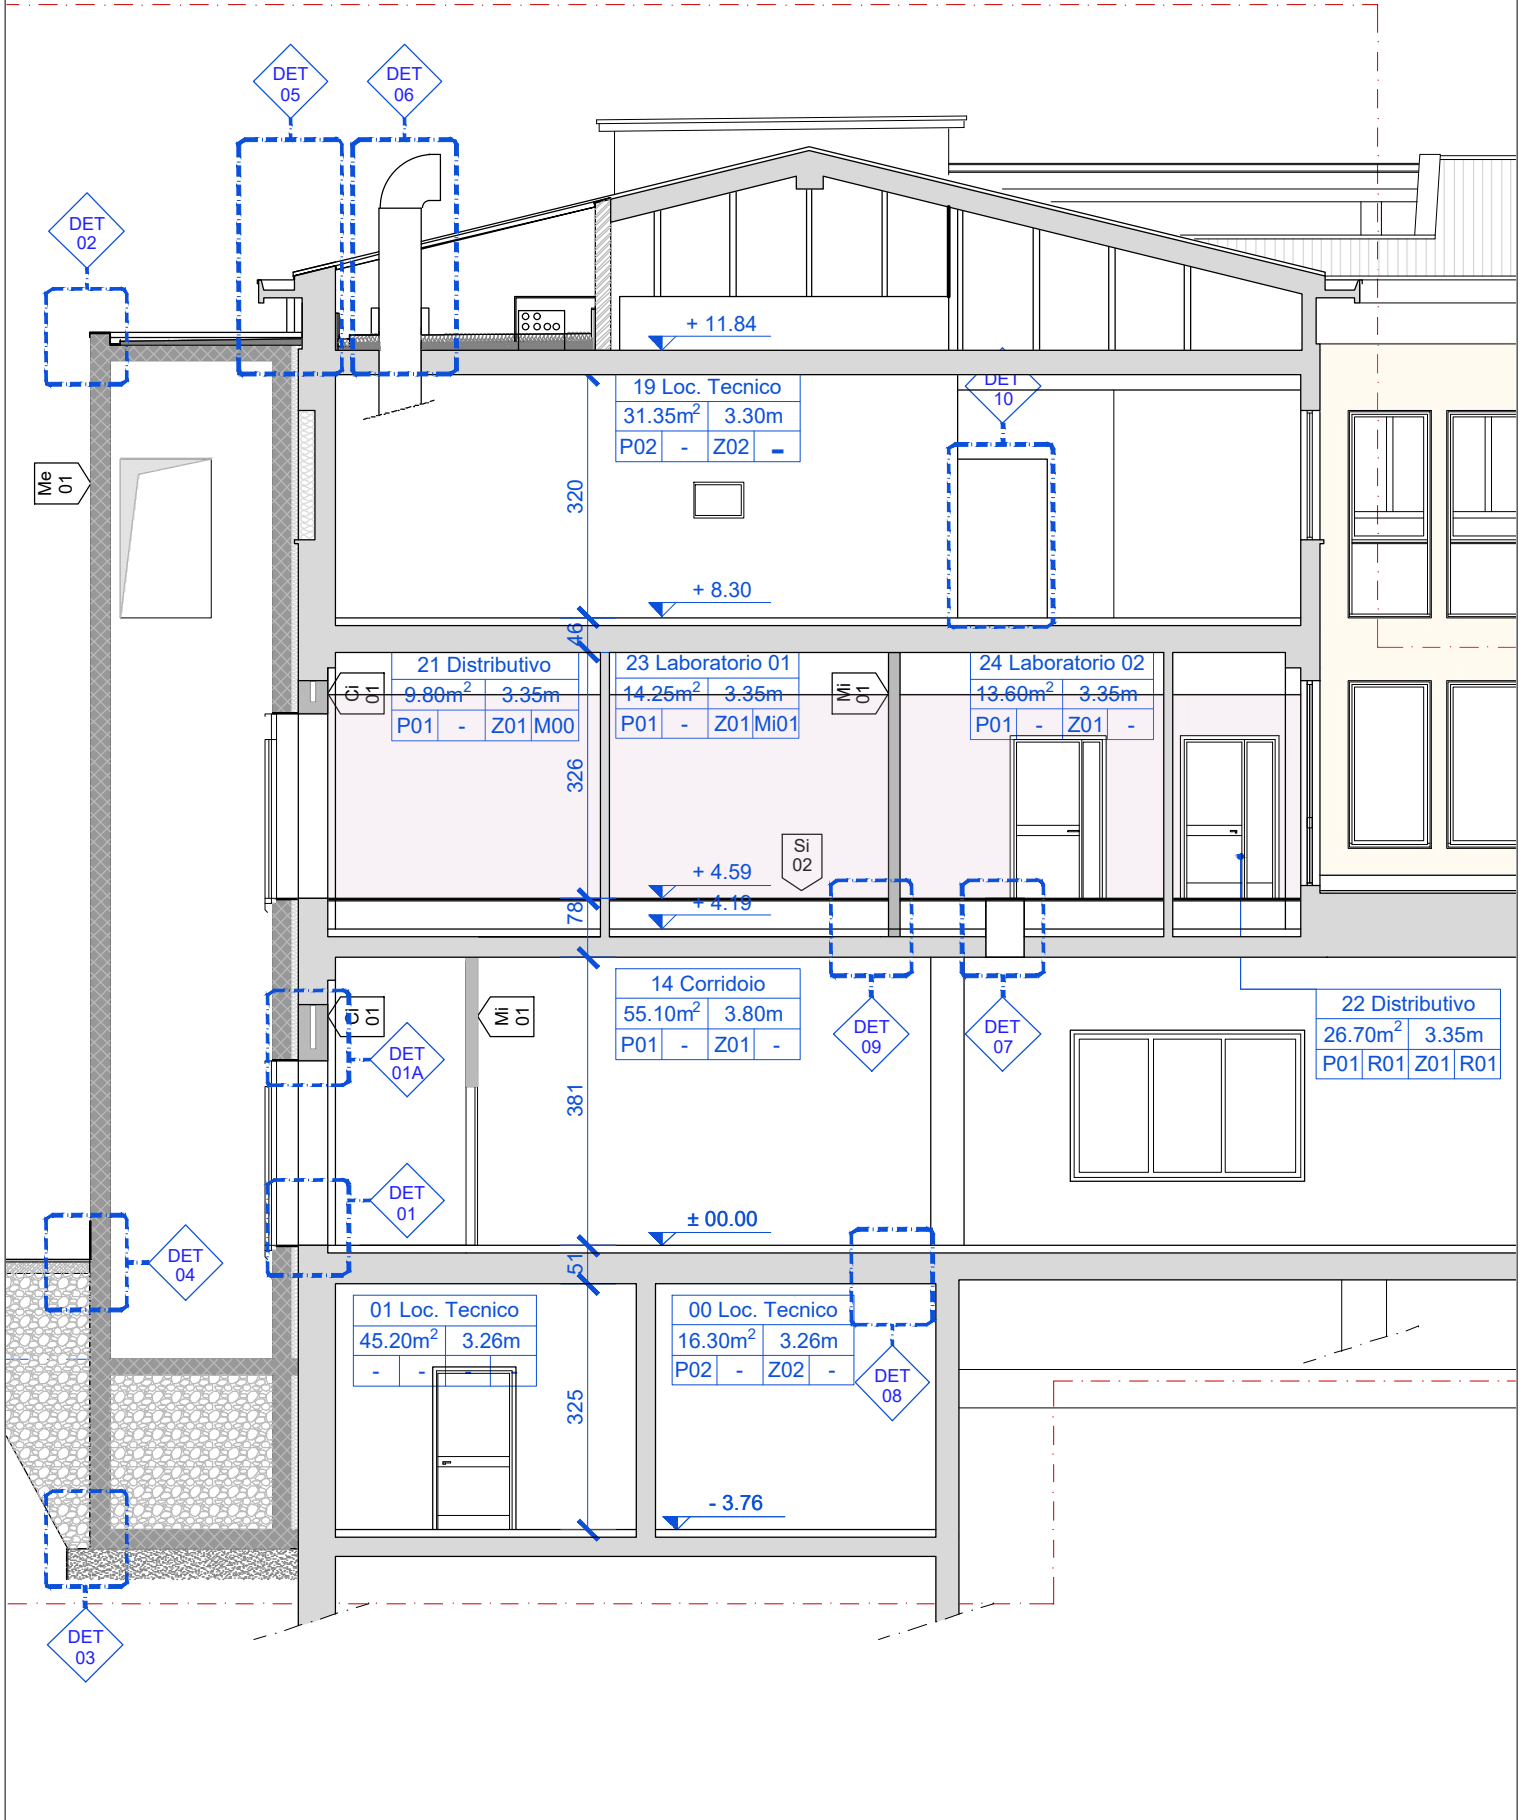 DET
05
DET
06
DET
02
+ 11.84
19 Loc. Tecnico
31.35m² 3.30m
P02 - Z02 -
DET
10
Me
01
320
+ 8.30
46
21 Distributivo
9.80m² 3.35m
P01 - Z01 M00
23 Laboratorio 01
14.25m² 3.35m
P01 - Z01 Mi01
24 Laboratorio 02
13.60m² 3.35m
P01 - Z01 -
Ci
01
Mi
01
326
Si
02
+ 4.59
+ 4.19
78
14 Corridoio
55.10m² 3.80m
P01 - Z01 -
Ci
01
Mi
01
DET
01A
DET
09
DET
07
22 Distributivo
26.70m² 3.35m
P01 R01 Z01 R01
381
DET
01
± 00.00
DET
04
51
01 Loc. Tecnico
45.20m² 3.26m
- - - -
00 Loc. Tecnico
16.30m² 3.26m
P02 - Z02 -
DET
08
325
- 3.76
DET
03